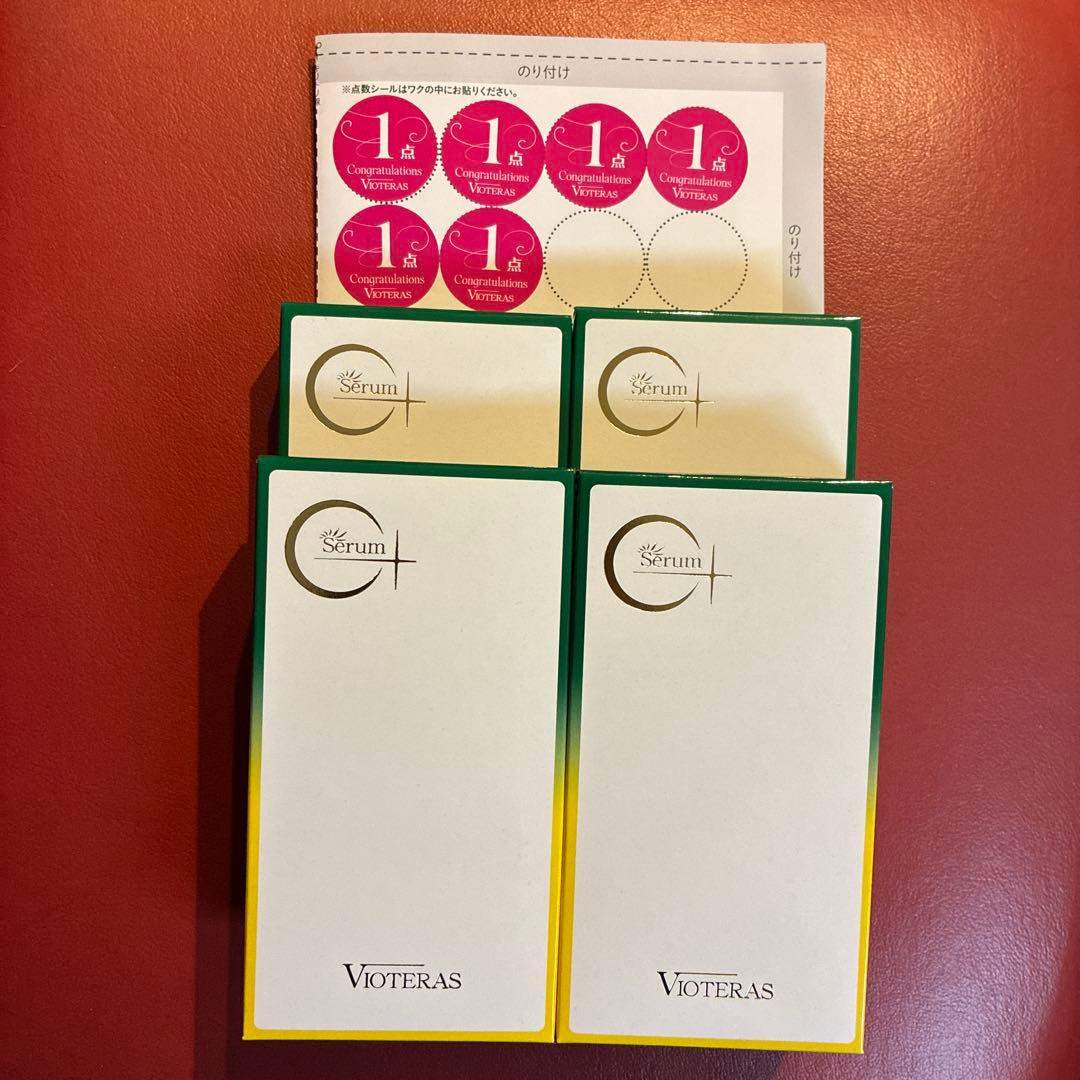 のり付け
※点数シールはワクの中にお貼りください。
1点
Congratulations
VIOTERAS
1点
Congratulations
VIOTERAS
1点
Congratulations
VIOTERAS
1点
Congratulations
VIOTERAS
のり付け
1点
Congratulations
VIOTERAS
1点
Congratulations
VIOTERAS
C Serum
C Serum
C Serum
C Serum
VIOTERAS
VIOTERAS